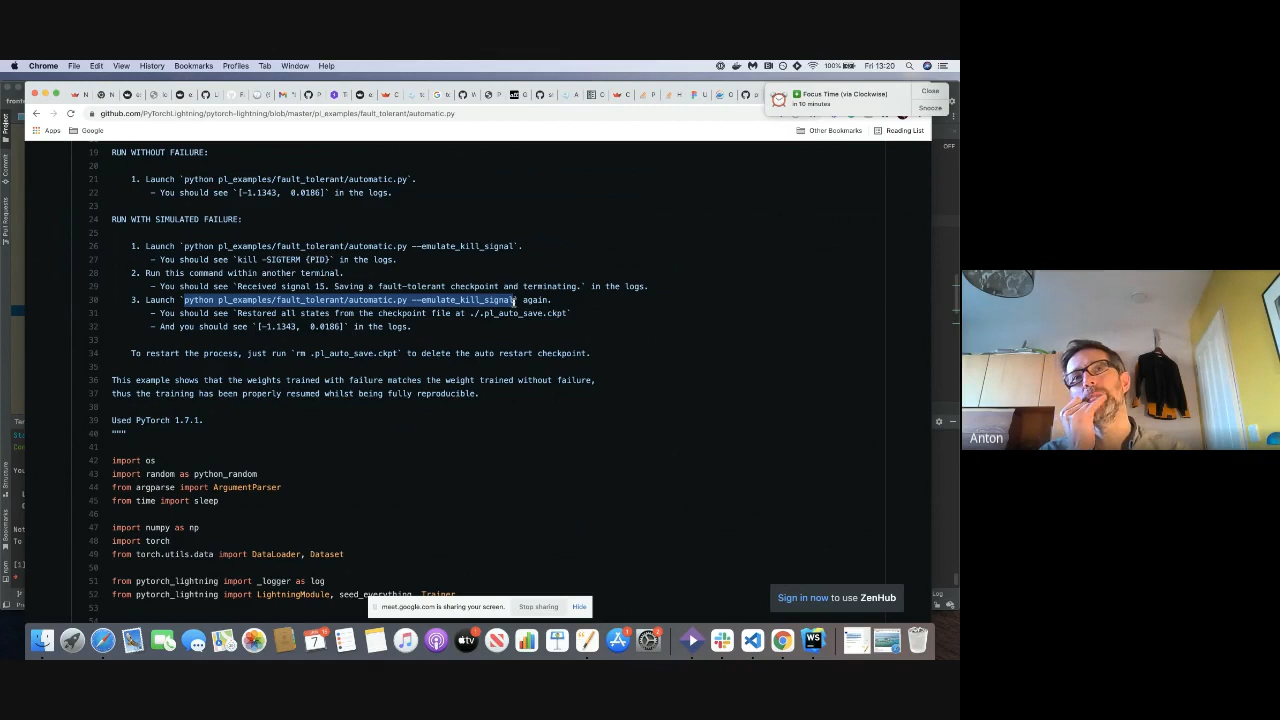 Chrome File Edit View History Bookmarks Profiles Tab Window Help
100% Fri 13:20
Focus Time (via Clockwise)
in 10 minutes
Close
Snooze
github.com/PyTorchLightning/pytorch-lightning/blob/master/pl_examples/fault_tolerant/automatic.py
Apps Google Other Bookmarks Reading List
OFF
Project
Commit
Pull Requests
Structure
Bookmarks
npm
19 RUN WITHOUT FAILURE:
20
21 1. Launch `python pl_examples/fault_tolerant/automatic.py`.
22 - You should see `[-1.1343, 0.0186]` in the logs.
23
24 RUN WITH SIMULATED FAILURE:
25
26 1. Launch `python pl_examples/fault_tolerant/automatic.py --emulate_kill_signal`.
27 - You should see `kill -SIGTERM {PID}` in the logs.
28 2. Run this command within another terminal.
29 - You should see `Received signal 15. Saving a fault-tolerant checkpoint and terminating.` in the logs.
30 3. Launch `python pl_examples/fault_tolerant/automatic.py --emulate_kill_signal` again.
31 - You should see `Restored all states from the checkpoint file at ./.pl_auto_save.ckpt`
32 - And you should see `[-1.1343, 0.0186]` in the logs.
33
34 To restart the process, just run `rm .pl_auto_save.ckpt` to delete the auto restart checkpoint.
35
36 This example shows that the weights trained with failure matches the weight trained without failure,
37 thus the training has been properly resumed whilst being fully reproducible.
38
39 Used PyTorch 1.7.1.
40 """
41
42 import os
43 import random as python_random
44 from argparse import ArgumentParser
45 from time import sleep
46
47 import numpy as np
48 import torch
49 from torch.utils.data import DataLoader, Dataset
50
51 from pytorch_lightning import _logger as log
52 from pytorch_lightning import LightningModule, seed_everything, Trainer
53
Sign in now to use ZenHub
meet.google.com is sharing your screen. Stop sharing Hide
Anton